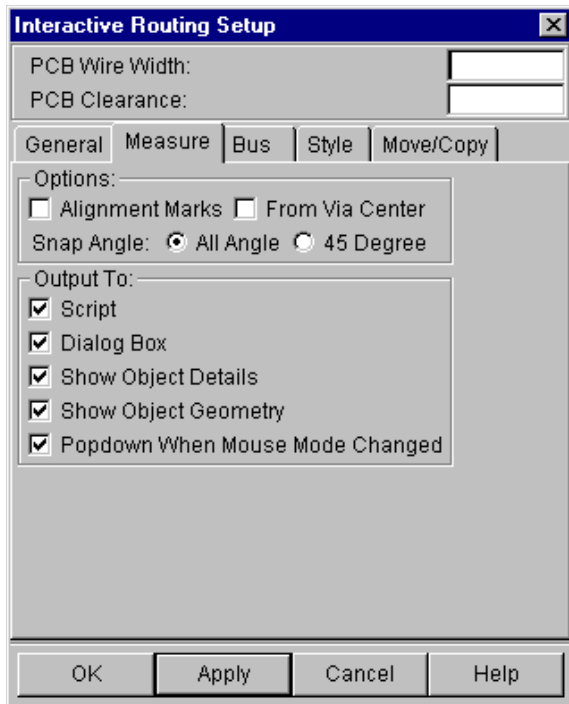 Interactive Routing Setup
PCB Wire Width:
PCB Clearance:
General Measure Bus Style Move/Copy
Options:
Alignment Marks From Via Center
Snap Angle: All Angle 45 Degree
Output To:
Script
Dialog Box
Show Object Details
Show Object Geometry
Popdown When Mouse Mode Changed
OK Apply Cancel Help